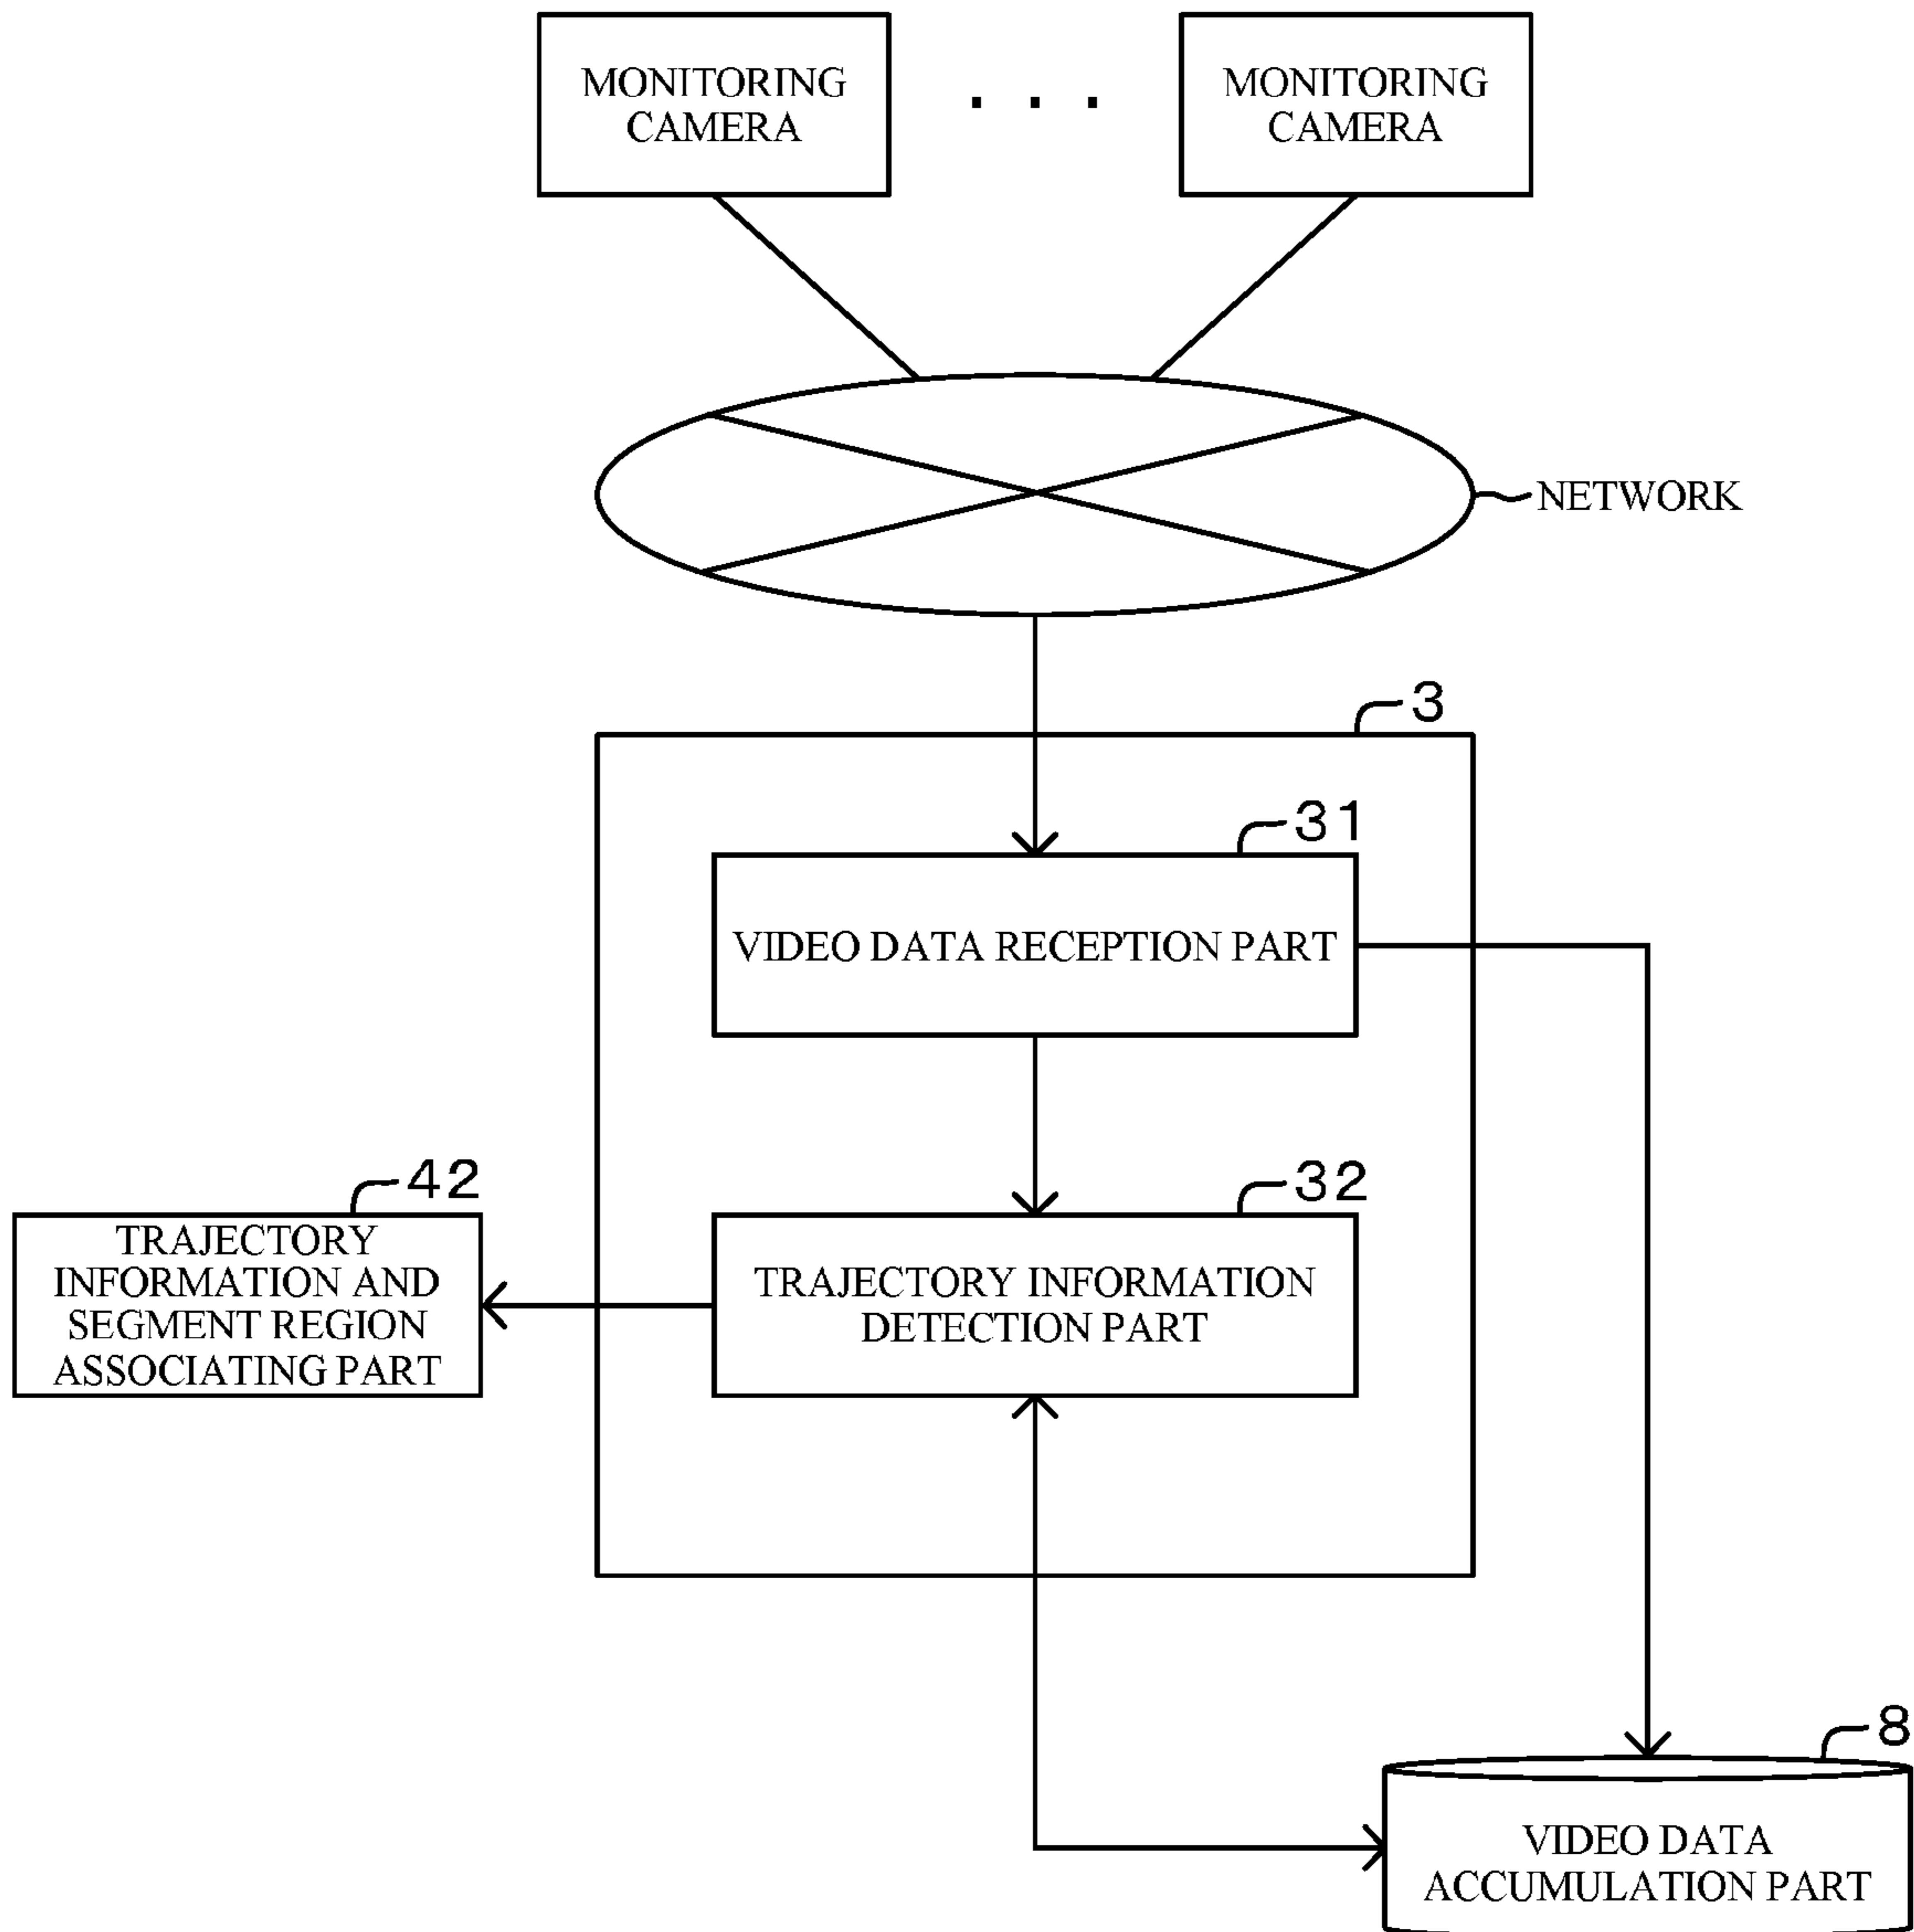 MONITORING
CAMERA
. . .
MONITORING
CAMERA
NETWORK
3
31
VIDEO DATA RECEPTION PART
42
TRAJECTORY
INFORMATION AND
SEGMENT REGION
ASSOCIATING PART
32
TRAJECTORY INFORMATION
DETECTION PART
8
VIDEO DATA
ACCUMULATION PART